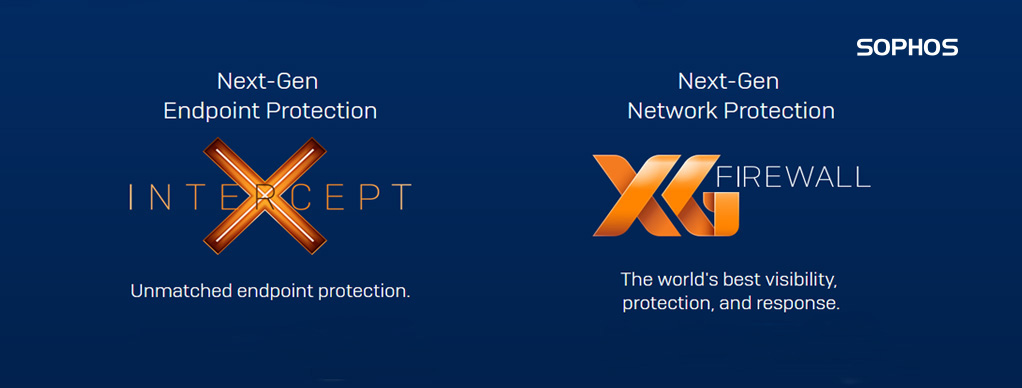 SOPHOS
Next-Gen
Endpoint Protection
INTERCEPT X
Unmatched endpoint protection.
Next-Gen
Network Protection
XG FIREWALL
The world's best visibility,
protection, and response.